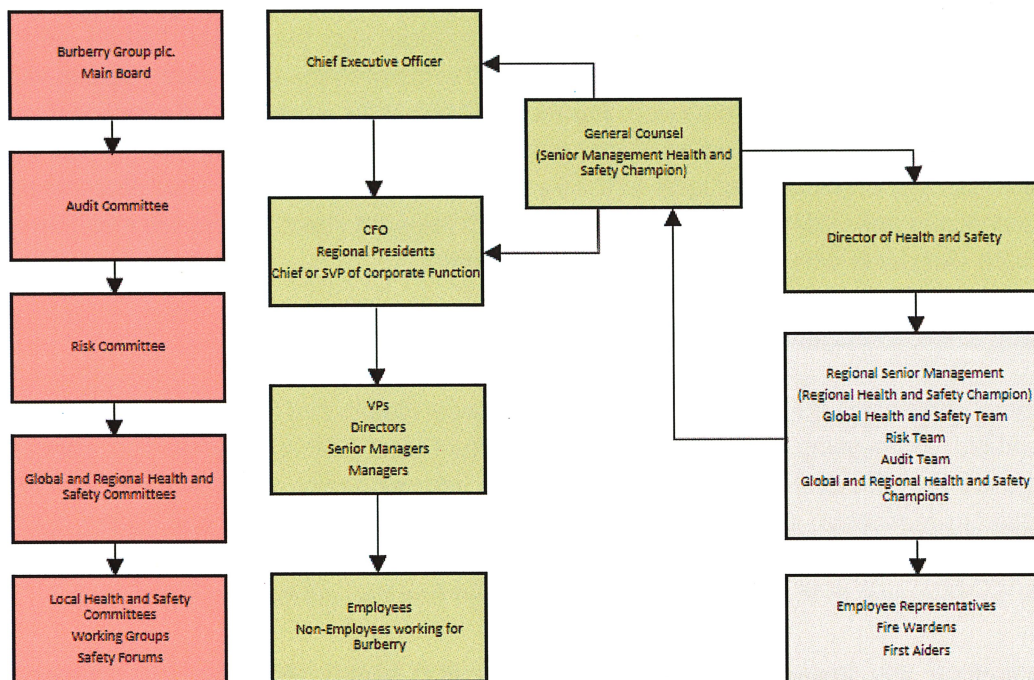 Burberry Group plc.
Main Board
Audit Committee
Risk Committee
Global and Regional Health and
Safety Committees
Local Health and Safety
Committees
Working Groups
Safety Forums
Chief Executive Officer
CFO
Regional Presidents
Chief or SVP of Corporate Function
VPs
Directors
Senior Managers
Managers
Employees
Non-Employees working for
Burberry
General Counsel
(Senior Management Health and
Safety Champion)
Director of Health and Safety
Regional Senior Management
(Regional Health and Safety Champion)
Global Health and Safety Team
Risk Team
Audit Team
Global and Regional Health and Safety
Champions
Employee Representatives
Fire Wardens
First Aiders